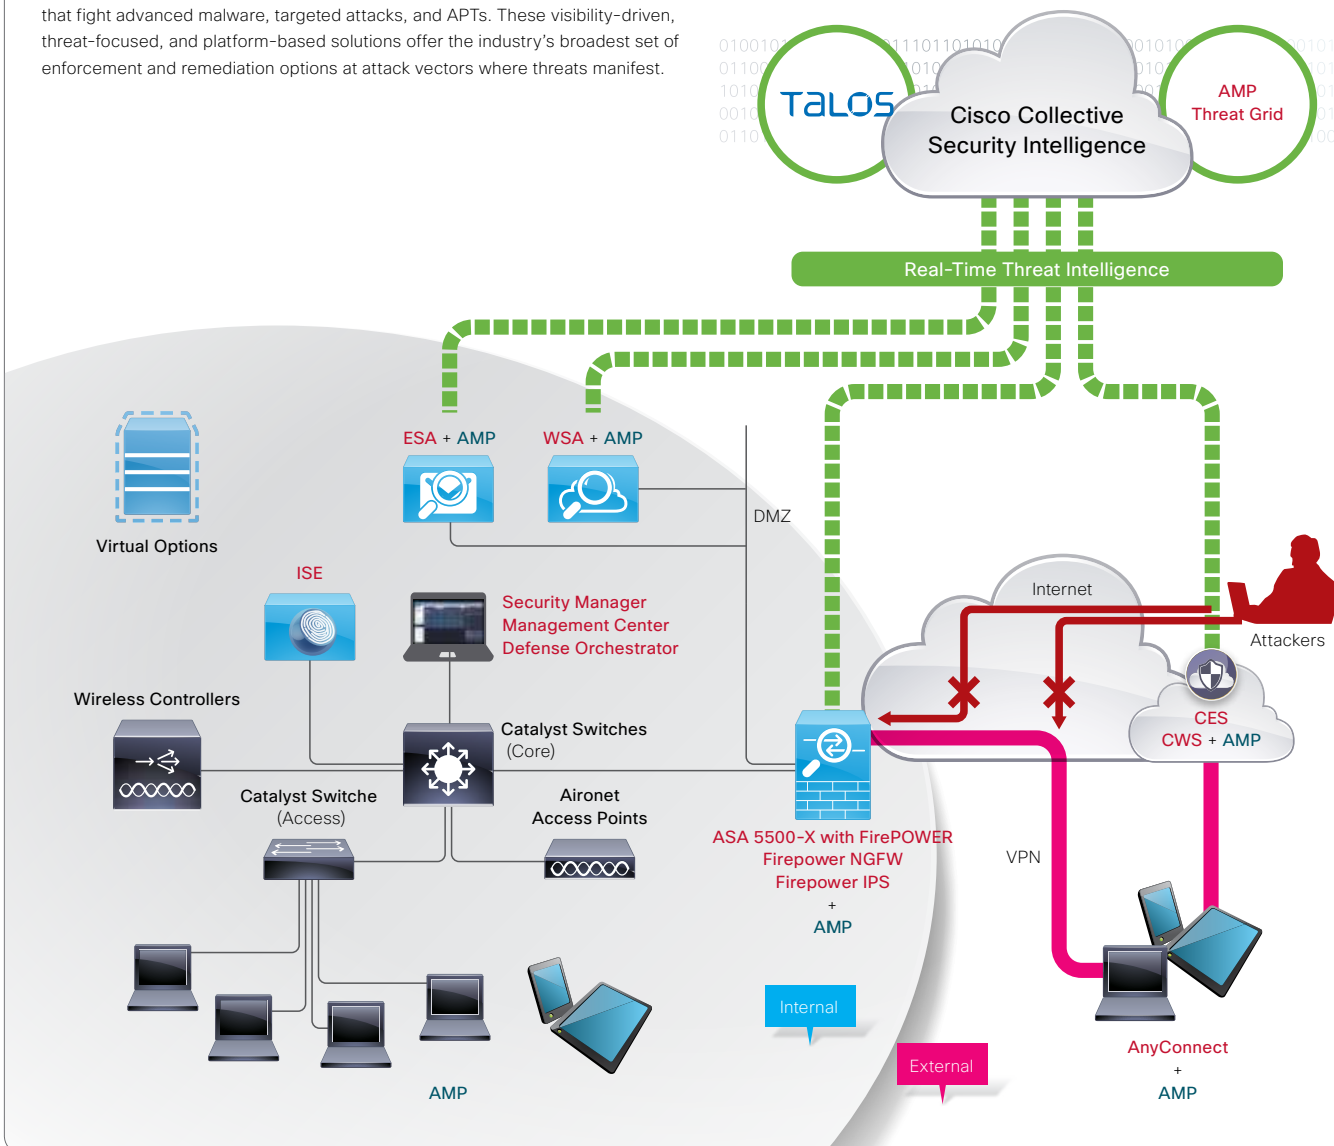 that fight advanced malware, targeted attacks, and APTs. These visibility-driven,
threat-focused, and platform-based solutions offer the industry's broadest set of
enforcement and remediation options at attack vectors where threats manifest.
TALOS
Cisco Collective
Security Intelligence
AMP
Threat Grid
Real-Time Threat Intelligence
ESA + AMP
WSA + AMP
DMZ
Virtual Options
ISE
Security Manager
Management Center
Defense Orchestrator
Internet
Attackers
Wireless Controllers
Catalyst Switches
(Core)
CES
CWS + AMP
Catalyst Switche
(Access)
Aironet
Access Points
ASA 5500-X with FirePOWER
Firepower NGFW
Firepower IPS
+
AMP
VPN
Internal
External
AnyConnect
+
AMP
AMP